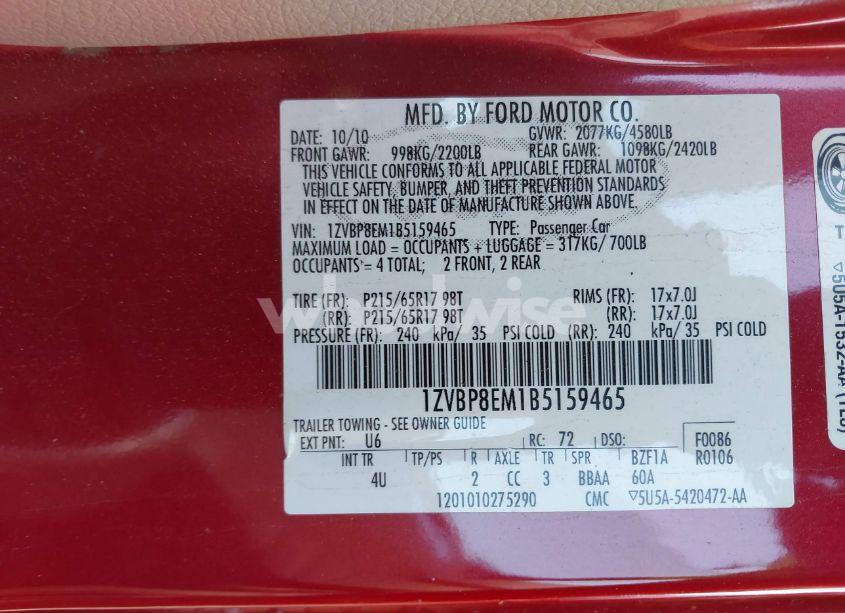 MFD. BY FORD MOTOR CO.
DATE: 10/10 GVWR: 2077KG/4580LB
FRONT GAWR: 998KG/2200LB REAR GAWR: 1098KG/2420LB
THIS VEHICLE CONFORMS TO ALL APPLICABLE FEDERAL MOTOR
VEHICLE SAFETY, BUMPER, AND THEFT PREVENTION STANDARDS
IN EFFECT ON THE DATE OF MANUFACTURE SHOWN ABOVE.
VIN: 1ZVBP8EM1B5159465 TYPE: Passenger Car
MAXIMUM LOAD = OCCUPANTS + LUGGAGE = 317KG/700LB
OCCUPANTS = 4 TOTAL; 2 FRONT, 2 REAR
TIRE (FR): P215/65R17 98T RIMS (FR): 17x7.0J
(RR): P215/65R17 98T (RR): 17x7.0J
PRESSURE (FR): 240 kPa/ 35 PSI COLD (RR): 240 kPa/ 35 PSI COLD
1ZVBP8EM1B5159465
TRAILER TOWING - SEE OWNER GUIDE
EXT PNT: U6 RC: 72 DSO: F0086
INT TR TP/PS R AXLE TR SPR BZF1A R0106
4U 2 CC 3 BBAA 60A
1201010275290 CMC ▽5U5A-5420472-AA